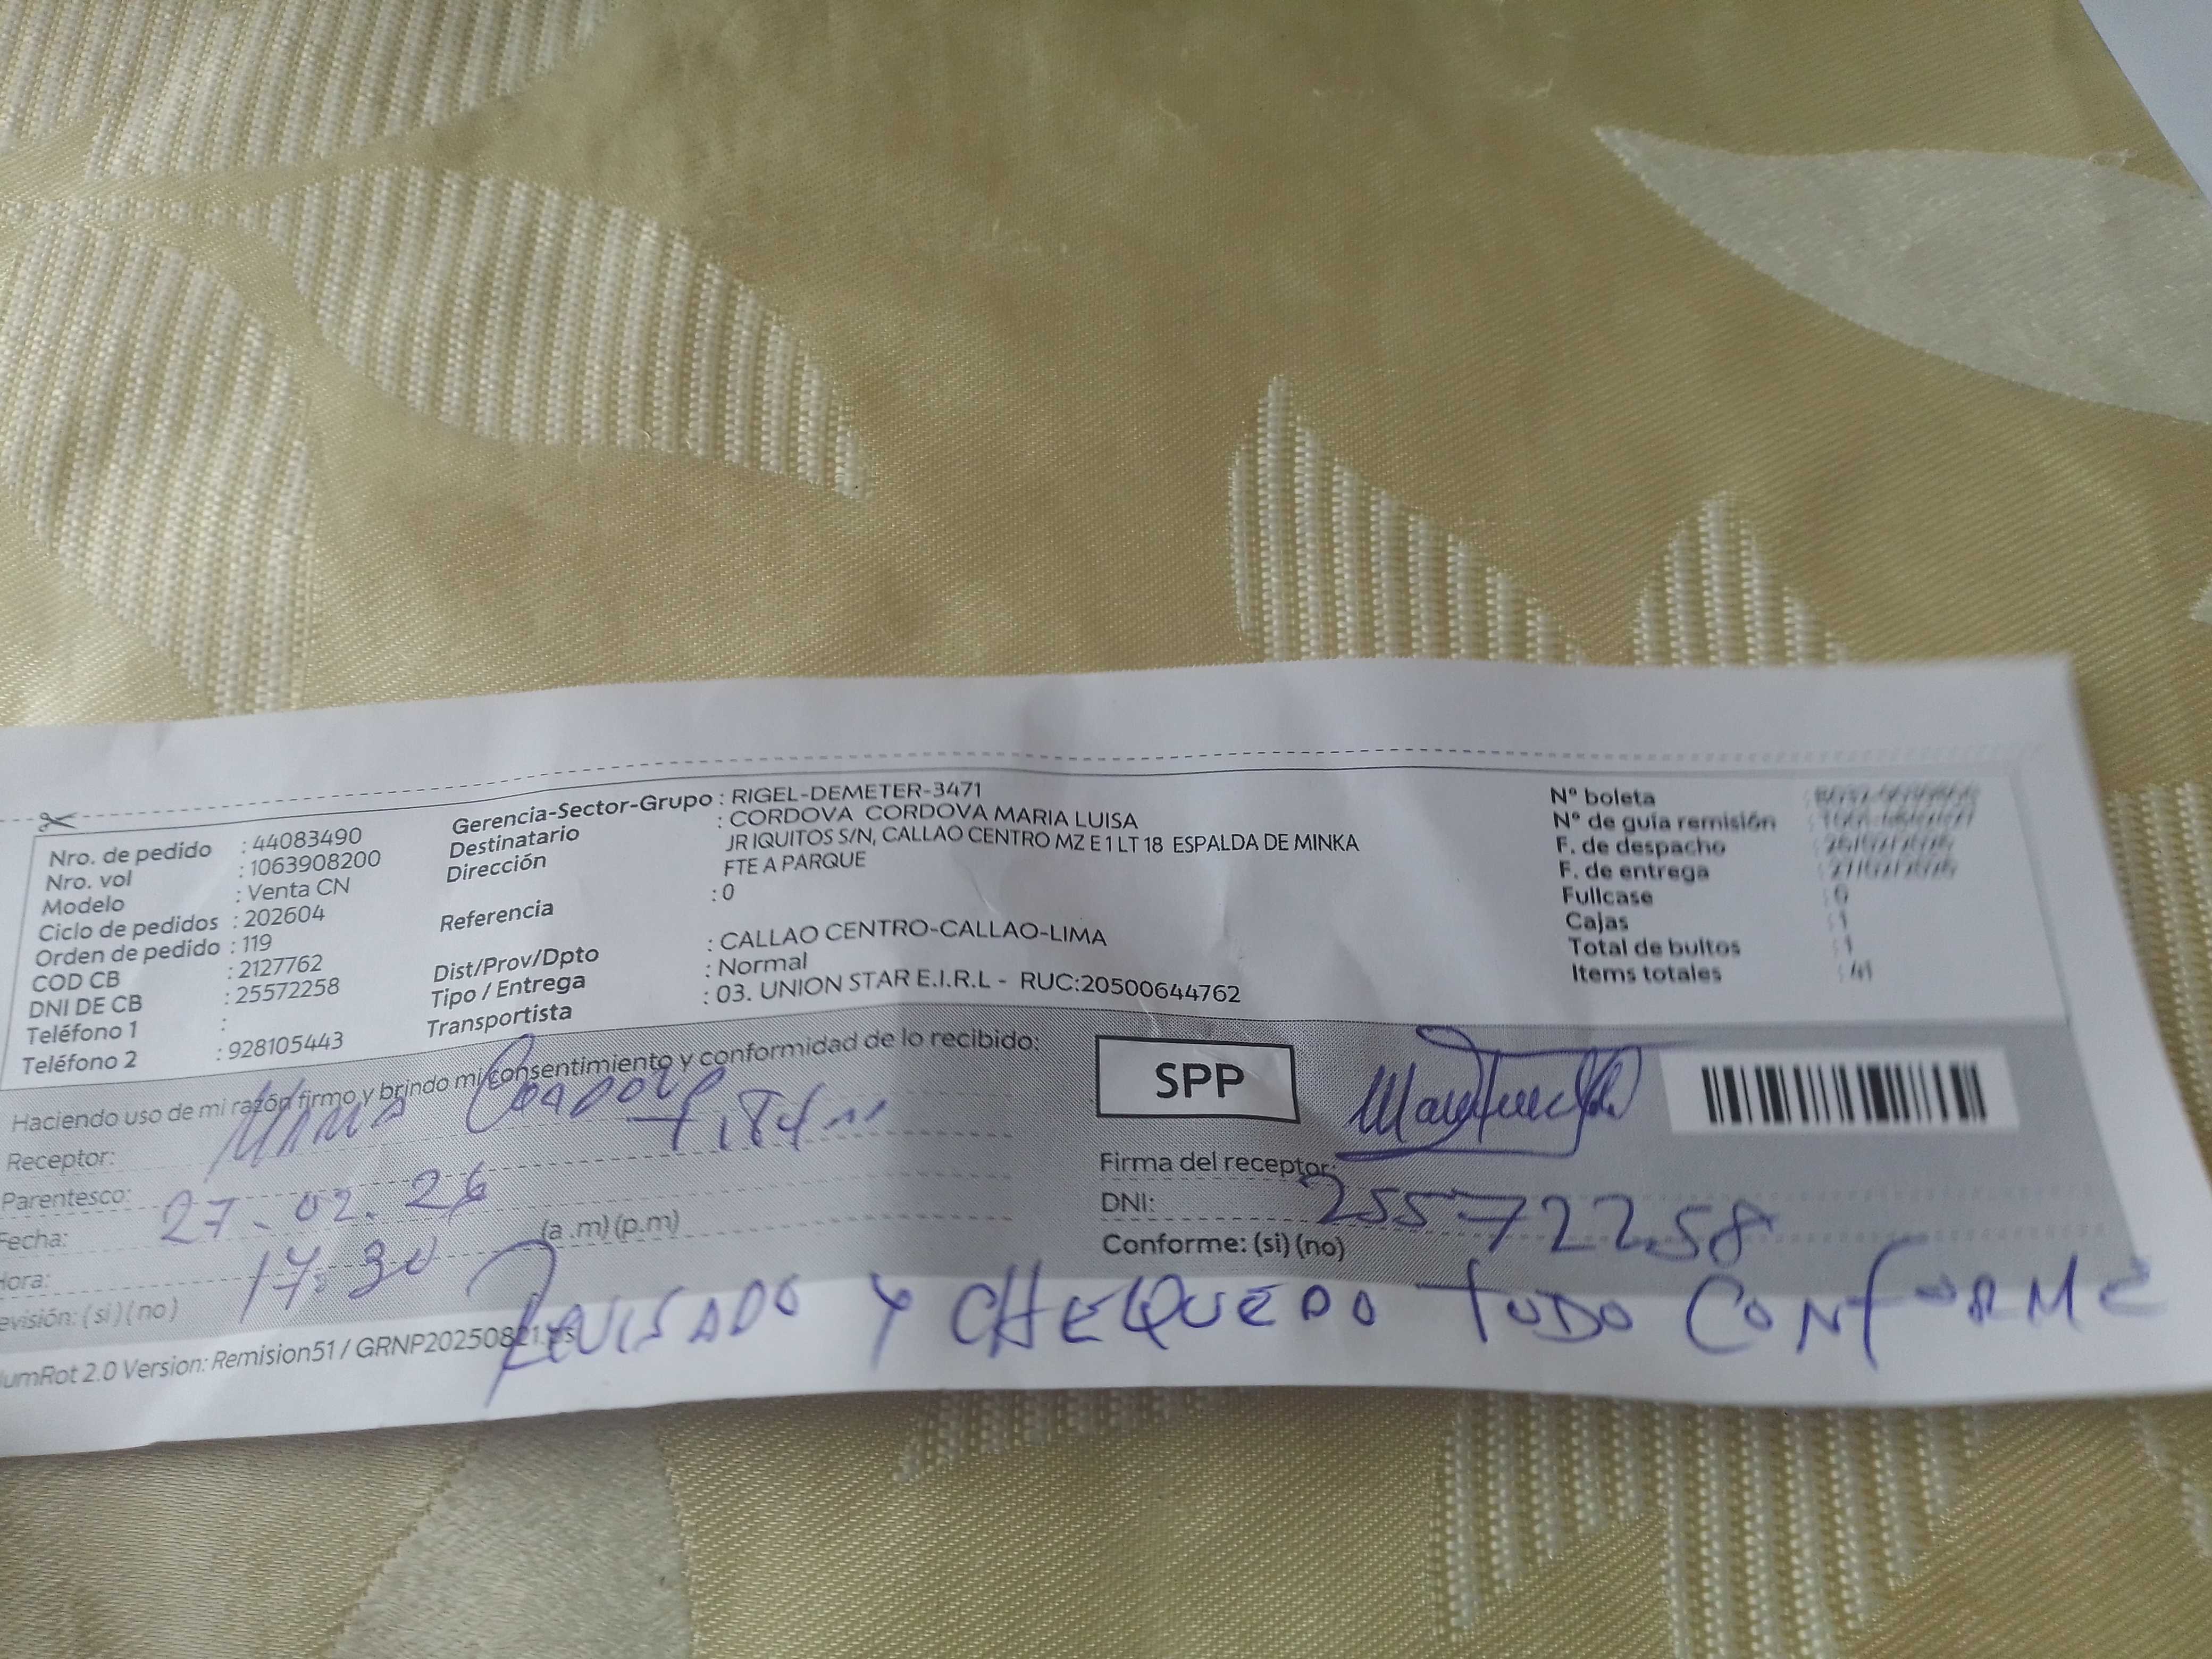 Nro. de pedido : 44083490
Nro. vol : 1063908200
Modelo : Venta CN
Ciclo de pedidos : 202604
Orden de pedido : 119
COD CB : 2127762
DNI DE CB : 25572258
Teléfono 1 :
Teléfono 2 : 928105443
Gerencia-Sector-Grupo : RIGEL-DEMETER-3471
Destinatario : CORDOVA CORDOVA MARIA LUISA
Dirección JR IQUITOS S/N, CALLAO CENTRO MZ E 1 LT 18 ESPALDA DE MINKA
FTE A PARQUE
Referencia : 0
Dist/Prov/Dpto : CALLAO CENTRO-CALLAO-LIMA
Tipo / Entrega : Normal
Transportista : 03. UNION STAR E.I.R.L - RUC:20500644762
Nº boleta
Nº de guía remisión
F. de despacho
F. de entrega
Fullcase : 0
Cajas : 1
Total de bultos : 1
Items totales : 41
Haciendo uso de mi razón firmo y brindo mi consentimiento y conformidad de lo recibido:
Receptor:
Parentesco:
Fecha: 27.02.26
Hora: 17:30 (a.m) (p.m)
evisión: (si) (no)
SPP
Firma del receptor:
DNI: 25572258
Conforme: (si) (no)
REVISADO Y CHEQUEDO TODO CONFORME
umRot 2.0 Version: Remision51 / GRNP20250821